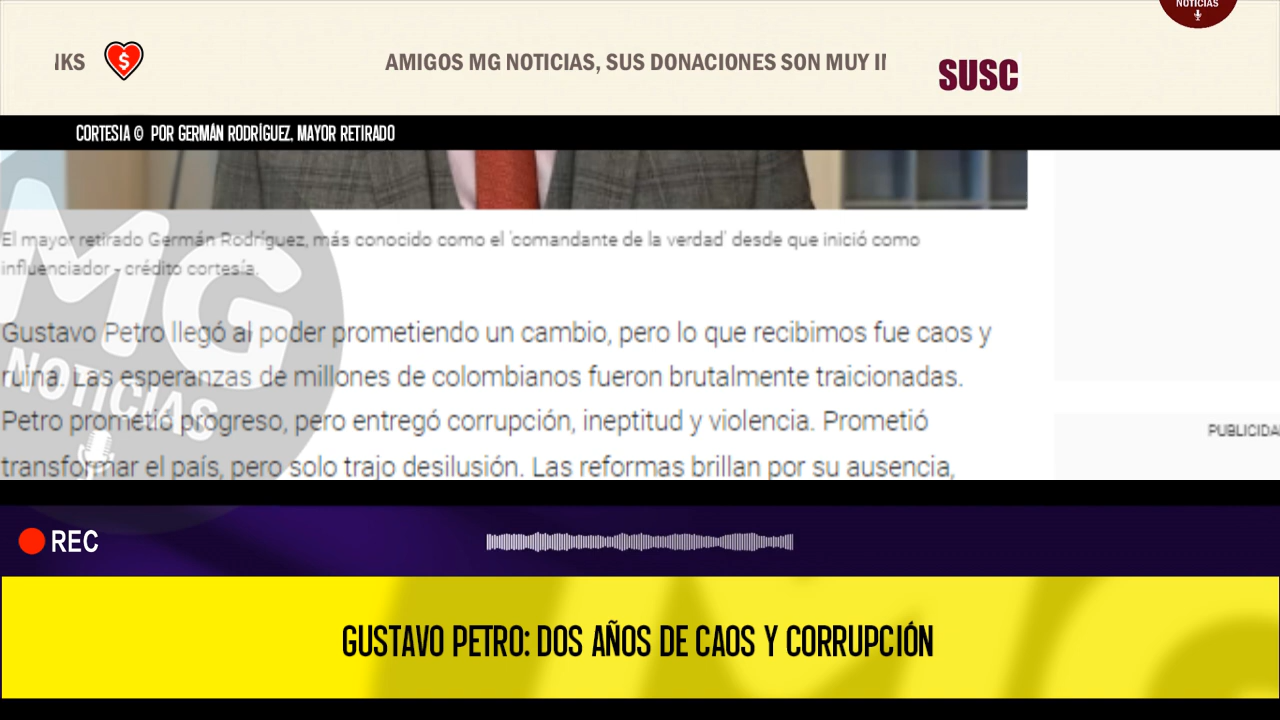 NOTICIAS
IKS
$
AMIGOS MG NOTICIAS, SUS DONACIONES SON MUY
SUSC
CORTESIA © POR GERMÁN RODRÍGUEZ, MAYOR RETIRADO
El mayor retirado Germán Rodríguez, más conocido como el 'comandante de la verdad' desde que inició como
influenciador - crédito cortesía.
Gustavo Petro llegó al poder prometiendo un cambio, pero lo que recibimos fue caos y
ruina. Las esperanzas de millones de colombianos fueron brutalmente traicionadas.
Petro prometió progreso, pero entregó corrupción, ineptitud y violencia. Prometió
transformar el país, pero solo trajo desilusión. Las reformas brillan por su ausencia,
MG
NOTICIAS
PUBLICIDA
REC
GUSTAVO PETRO: DOS AÑOS DE CAOS Y CORRUPCIÓN